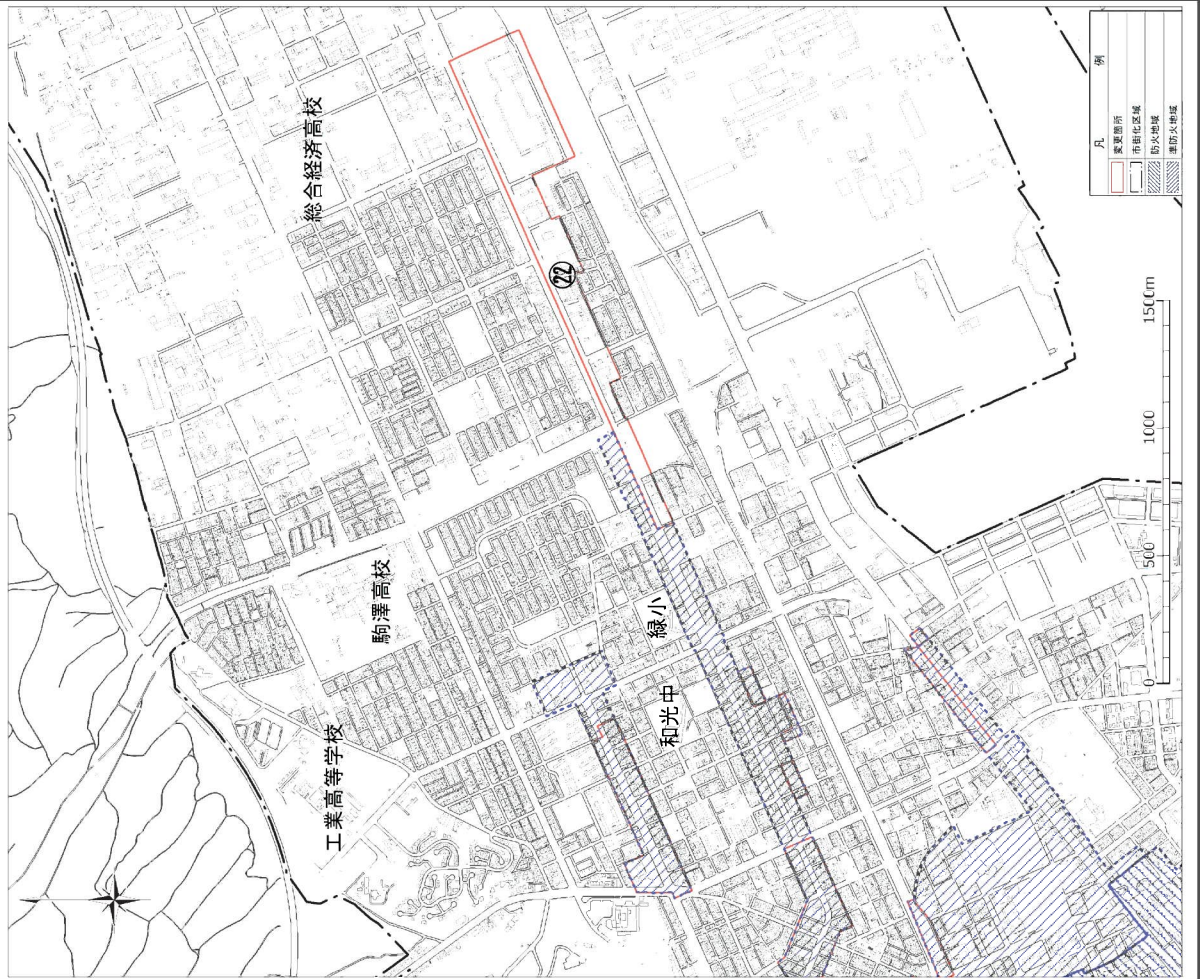 総合経済高校
㉒
駒澤高校
緑小
和光中
工業高等学校
凡例
変更箇所
市街化区域
防火地域
準防火地域
0 500 1000 1500m